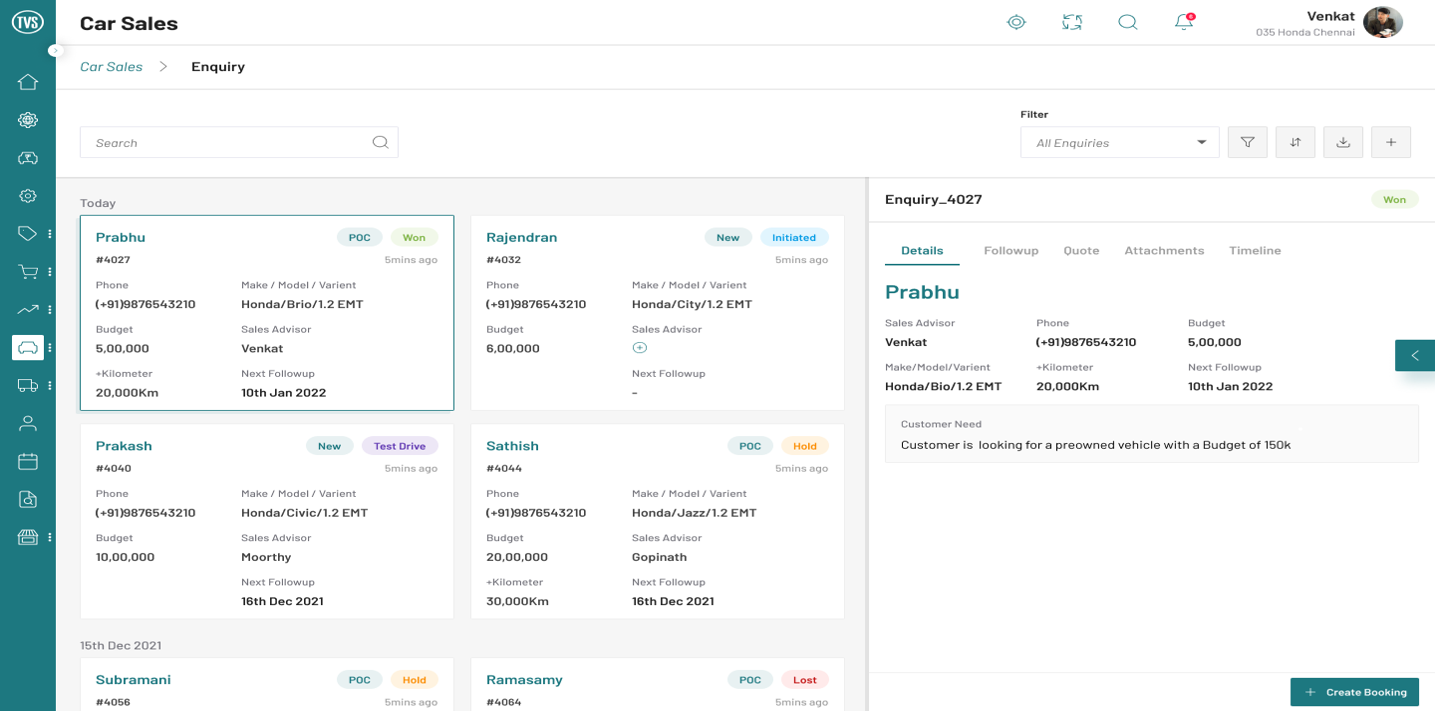 TVS
Car Sales
6
Venkat
035 Honda Chennai
Car Sales > Enquiry
Search
Filter
All Enquiries
Today
Prabhu POC Won
#4027 5mins ago
Phone Make / Model / Varient
(+91)9876543210 Honda/Brio/1.2 EMT
Budget Sales Advisor
5,00,000 Venkat
+Kilometer Next Followup
20,000Km 10th Jan 2022
Rajendran New Initiated
#4032 5mins ago
Phone Make / Model / Varient
(+91)9876543210 Honda/City/1.2 EMT
Budget Sales Advisor
6,00,000
Next Followup
-
Prakash New Test Drive
#4040 5mins ago
Phone Make / Model / Varient
(+91)9876543210 Honda/Civic/1.2 EMT
Budget Sales Advisor
10,00,000 Moorthy
Next Followup
16th Dec 2021
Sathish POC Hold
#4044 5mins ago
Phone Make / Model / Varient
(+91)9876543210 Honda/Jazz/1.2 EMT
Budget Sales Advisor
20,00,000 Gopinath
+Kilometer Next Followup
30,000Km 16th Dec 2021
15th Dec 2021
Subramani POC Hold
#4056 5mins ago
Ramasamy POC Lost
#4064 5mins ago
Enquiry_4027 Won
Details Followup Quote Attachments Timeline
Prabhu
Sales Advisor Phone Budget
Venkat (+91)9876543210 5,00,000
Make/Model/Varient +Kilometer Next Followup
Honda/Bio/1.2 EMT 20,000Km 10th Jan 2022
Customer Need
Customer is looking for a preowned vehicle with a Budget of 150k
+ Create Booking